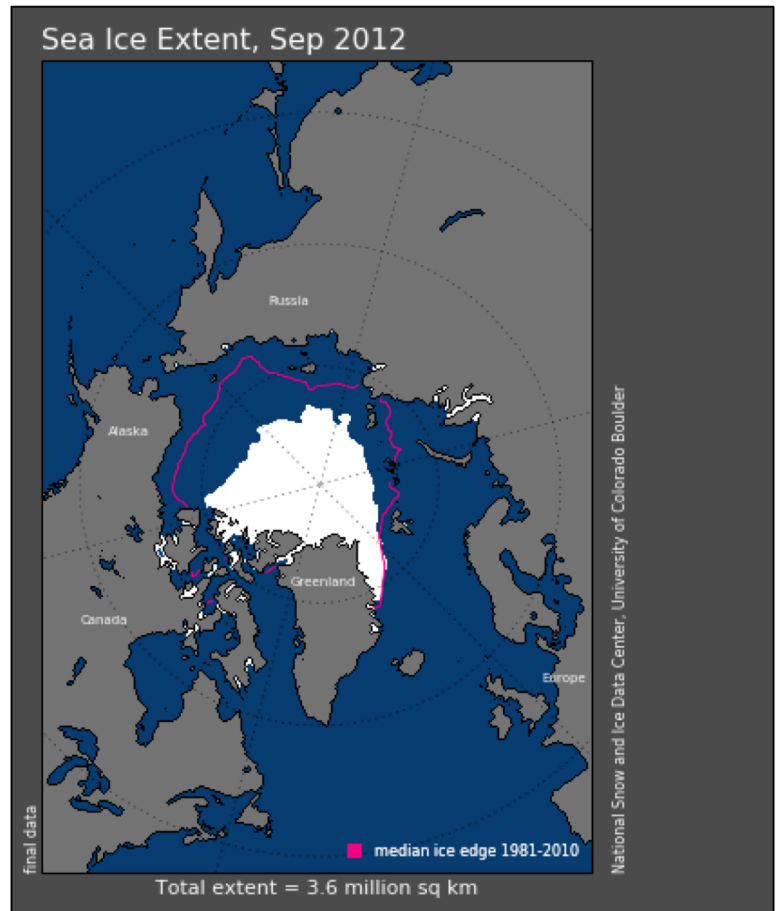 Sea Ice Extent, Sep 2012
Russia
Alaska
Greenland
Canada
Europe
median ice edge 1981-2010
final data
National Snow and Ice Data Center, University of Colorado Boulder
Total extent = 3.6 million sq km